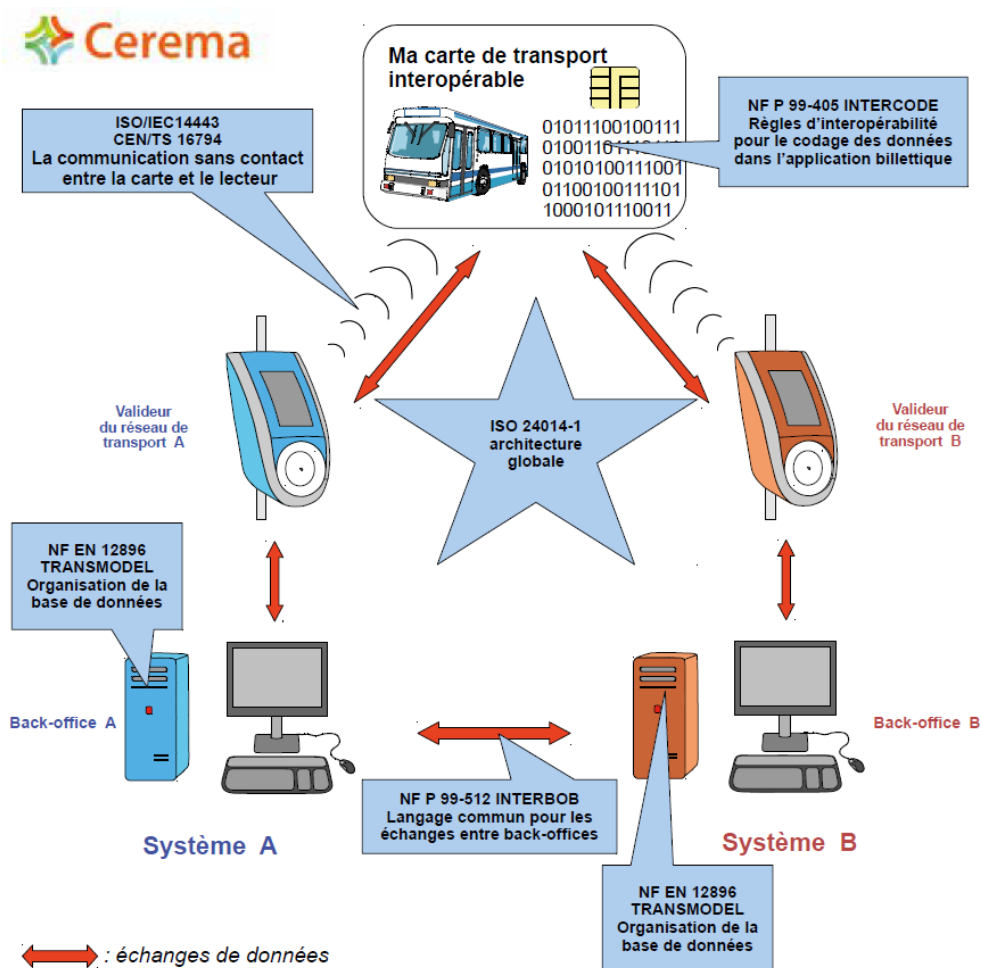 Cerema
Ma carte de transport
interopérable
01011100100111
01010100111001
01100100111101
1000101110011
ISO/IEC14443
CEN/TS 16794
La communication sans contact
entre la carte et le lecteur
NF P 99-405 INTERCODE
Règles d'interopérabilité
pour le codage des données
dans l'application billettique
Valideur
du réseau de
transport A
ISO 24014-1
architecture
globale
Valideur
du réseau de
transport B
NF EN 12896
TRANSMODEL
Organisation de la
base de données
Back-office A
Back-office B
NF P 99-512 INTERBOB
Langage commun pour les
échanges entre back-offices
Système A
Système B
NF EN 12896
TRANSMODEL
Organisation de la
base de données
: échanges de données